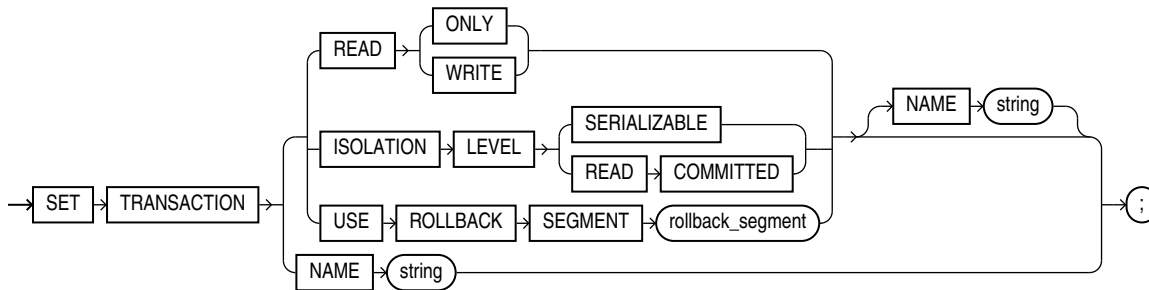 ONLY
READ
WRITE
NAME string
SERIALIZABLE
ISOLATION LEVEL
READ COMMITTED
SET TRANSACTION ;
USE ROLLBACK SEGMENT rollback_segment
NAME string